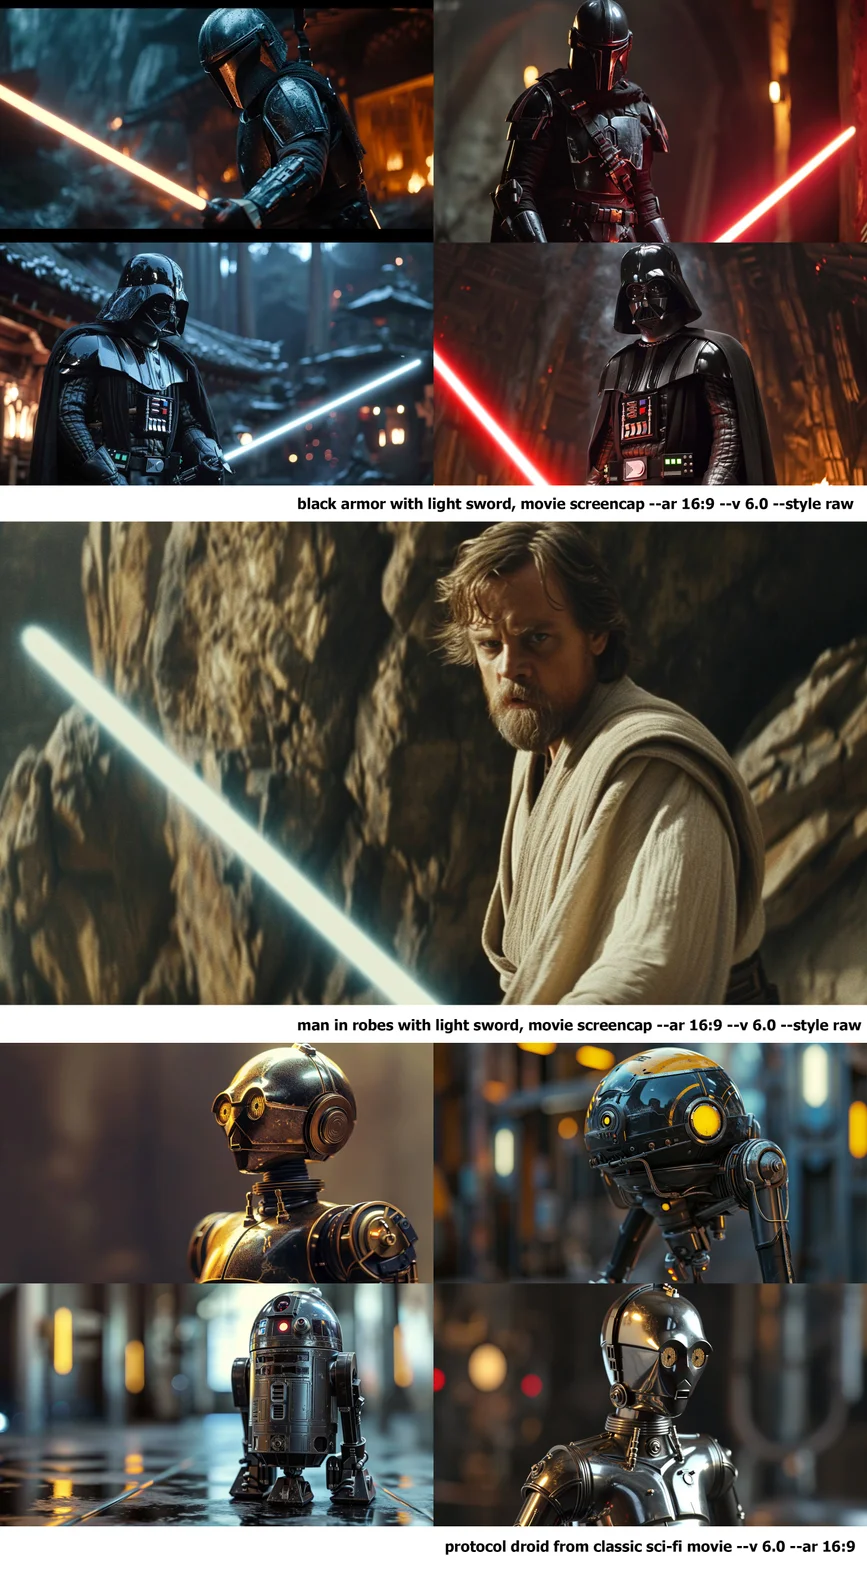 black armor with light sword, movie screencap --ar 16:9 --v 6.0 --style raw
man in robes with light sword, movie screencap --ar 16:9 --v 6.0 --style raw
protocol droid from classic sci-fi movie --v 6.0 --ar 16:9